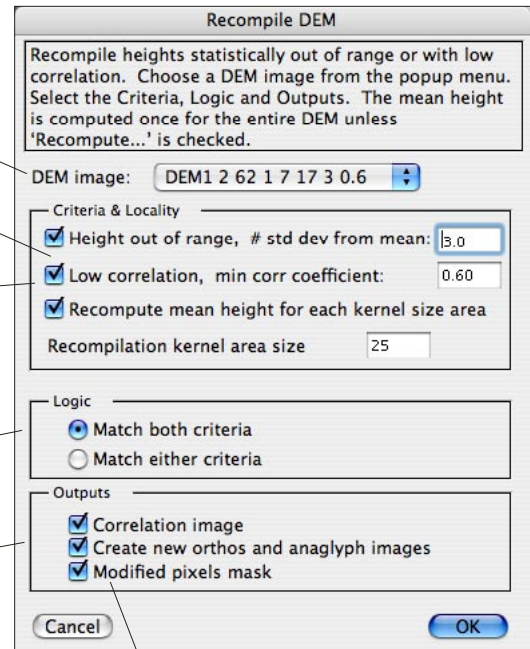 Recompile DEM
Recompile heights statistically out of range or with low
correlation. Choose a DEM image from the popup menu.
Select the Criteria, Logic and Outputs. The mean height
is computed once for the entire DEM unless
‘Recompute...’ is checked.
DEM image: DEM1 2 62 1 7 17 3 0.6
Criteria & Locality
Height out of range, # std dev from mean: 3.0
Low correlation, min corr coefficient: 0.60
Recompute mean height for each kernel size area
Recompilation kernel area size 25
Logic
Match both criteria
Match either criteria
Outputs
Correlation image
Create new orthos and anaglyph images
Modified pixels mask
Cancel OK